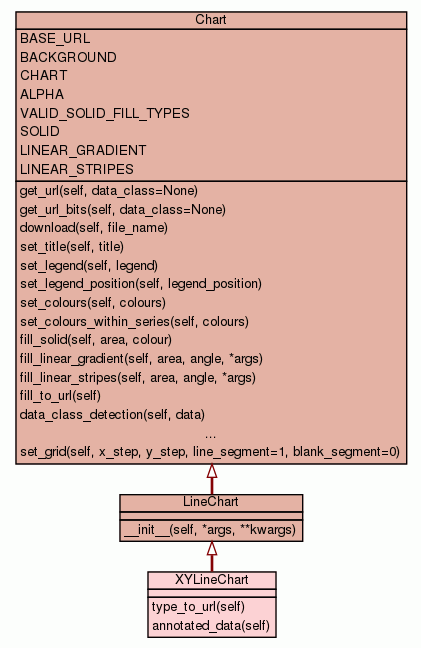 Chart
BASE_URL
BACKGROUND
CHART
ALPHA
VALID_SOLID_FILL_TYPES
SOLID
LINEAR_GRADIENT
LINEAR_STRIPES
get_url(self, data_class=None)
get_url_bits(self, data_class=None)
download(self, file_name)
set_title(self, title)
set_legend(self, legend)
set_legend_position(self, legend_position)
set_colours(self, colours)
set_colours_within_series(self, colours)
fill_solid(self, area, colour)
fill_linear_gradient(self, area, angle, *args)
fill_linear_stripes(self, area, angle, *args)
fill_to_url(self)
data_class_detection(self, data)
...
set_grid(self, x_step, y_step, line_segment=1, blank_segment=0)
LineChart
__init__(self, *args, **kwargs)
XYLineChart
type_to_url(self)
annotated_data(self)